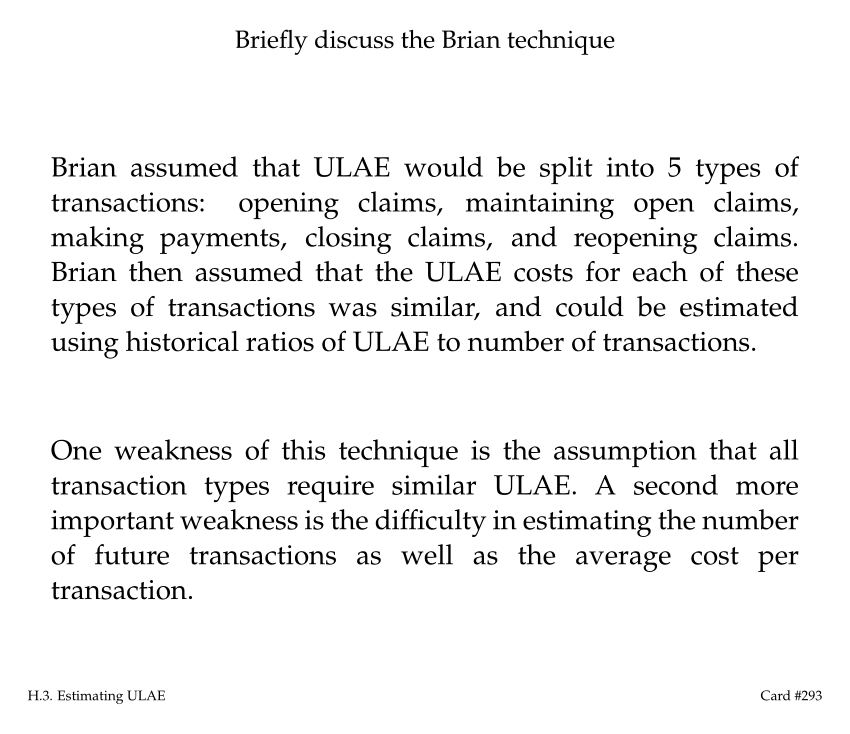 Briefly discuss the Brian technique
Brian assumed that ULAE would be split into 5 types of
transactions: opening claims, maintaining open claims,
making payments, closing claims, and reopening claims.
Brian then assumed that the ULAE costs for each of these
types of transactions was similar, and could be estimated
using historical ratios of ULAE to number of transactions.
One weakness of this technique is the assumption that all
transaction types require similar ULAE. A second more
important weakness is the difficulty in estimating the number
of future transactions as well as the average cost per
transaction.
H.3. Estimating ULAE
Card #293